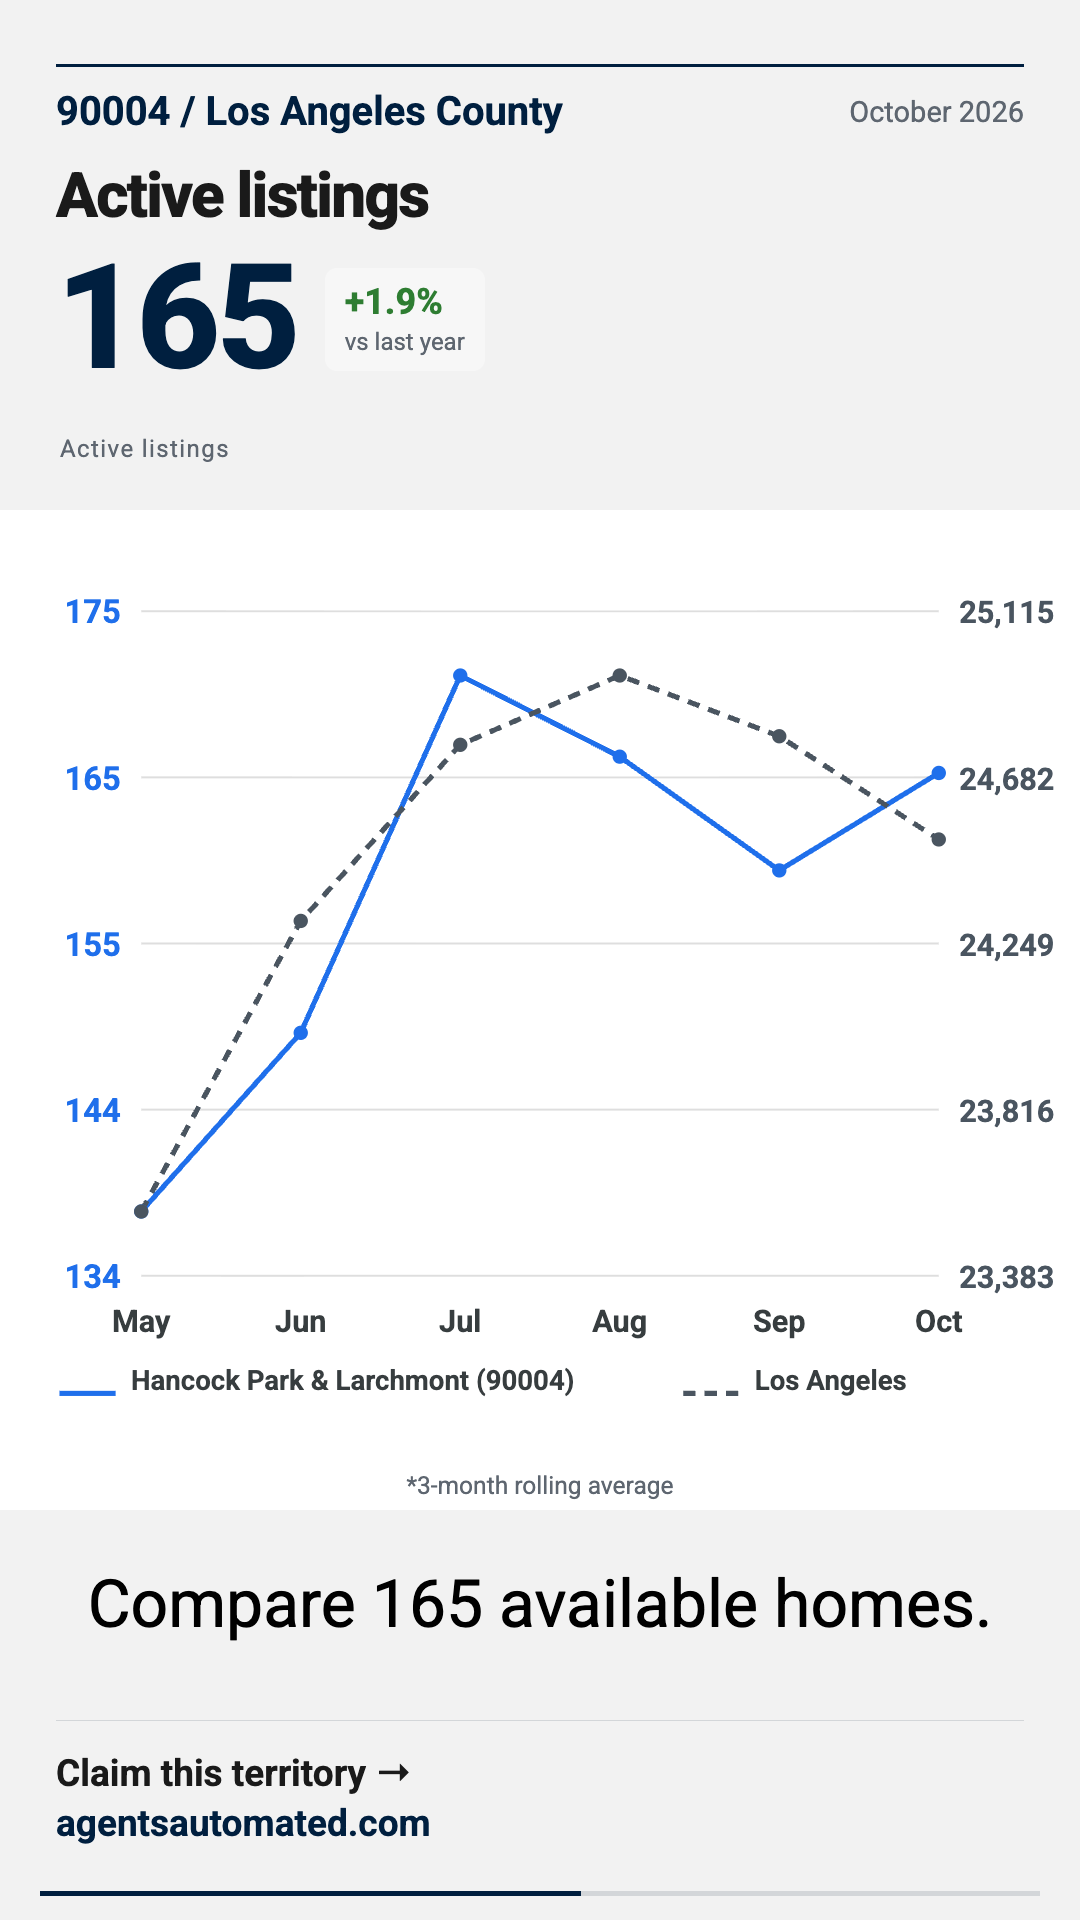 90004 / Los Angeles County
October 2026
Active listings
165
+1.9%
vs last year
Active listings
175
25,115
165
24,682
155
24,249
144
23,816
134
23,383
May Jun Jul Aug Sep Oct
Hancock Park & Larchmont (90004)
Los Angeles
*3-month rolling average
Compare 165 available homes.
Claim this territory →
agentsautomated.com